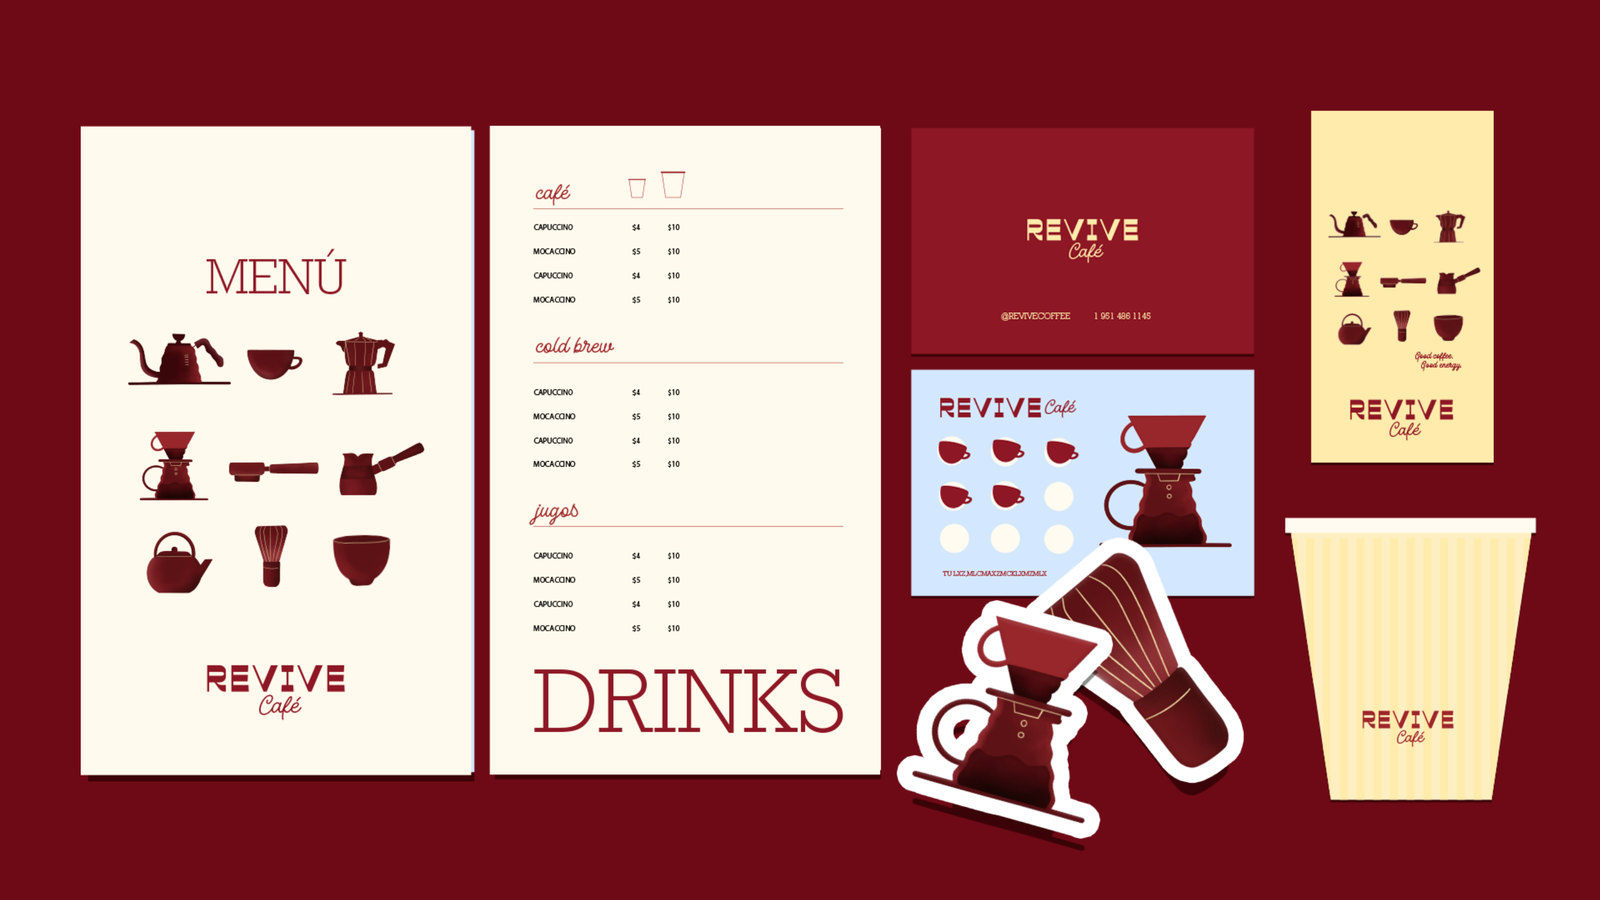 MENÚ
REVIVE
Café
café
CAPUCCINO $4 $10
MOCACCINO $5 $10
CAPUCCINO $4 $10
MOCACCINO $5 $10
cold brew
CAPUCCINO $4 $10
MOCACCINO $5 $10
CAPUCCINO $4 $10
MOCACCINO $5 $10
jugos
CAPUCCINO $4 $10
MOCACCINO $5 $10
CAPUCCINO $4 $10
MOCACCINO $5 $10
DRINKS
REVIVE
Café
@REVIVECOFFEE 1 951 486 1145
REVIVE Café
Good coffee.
Good energy.
REVIVE
Café
REVIVE
Café